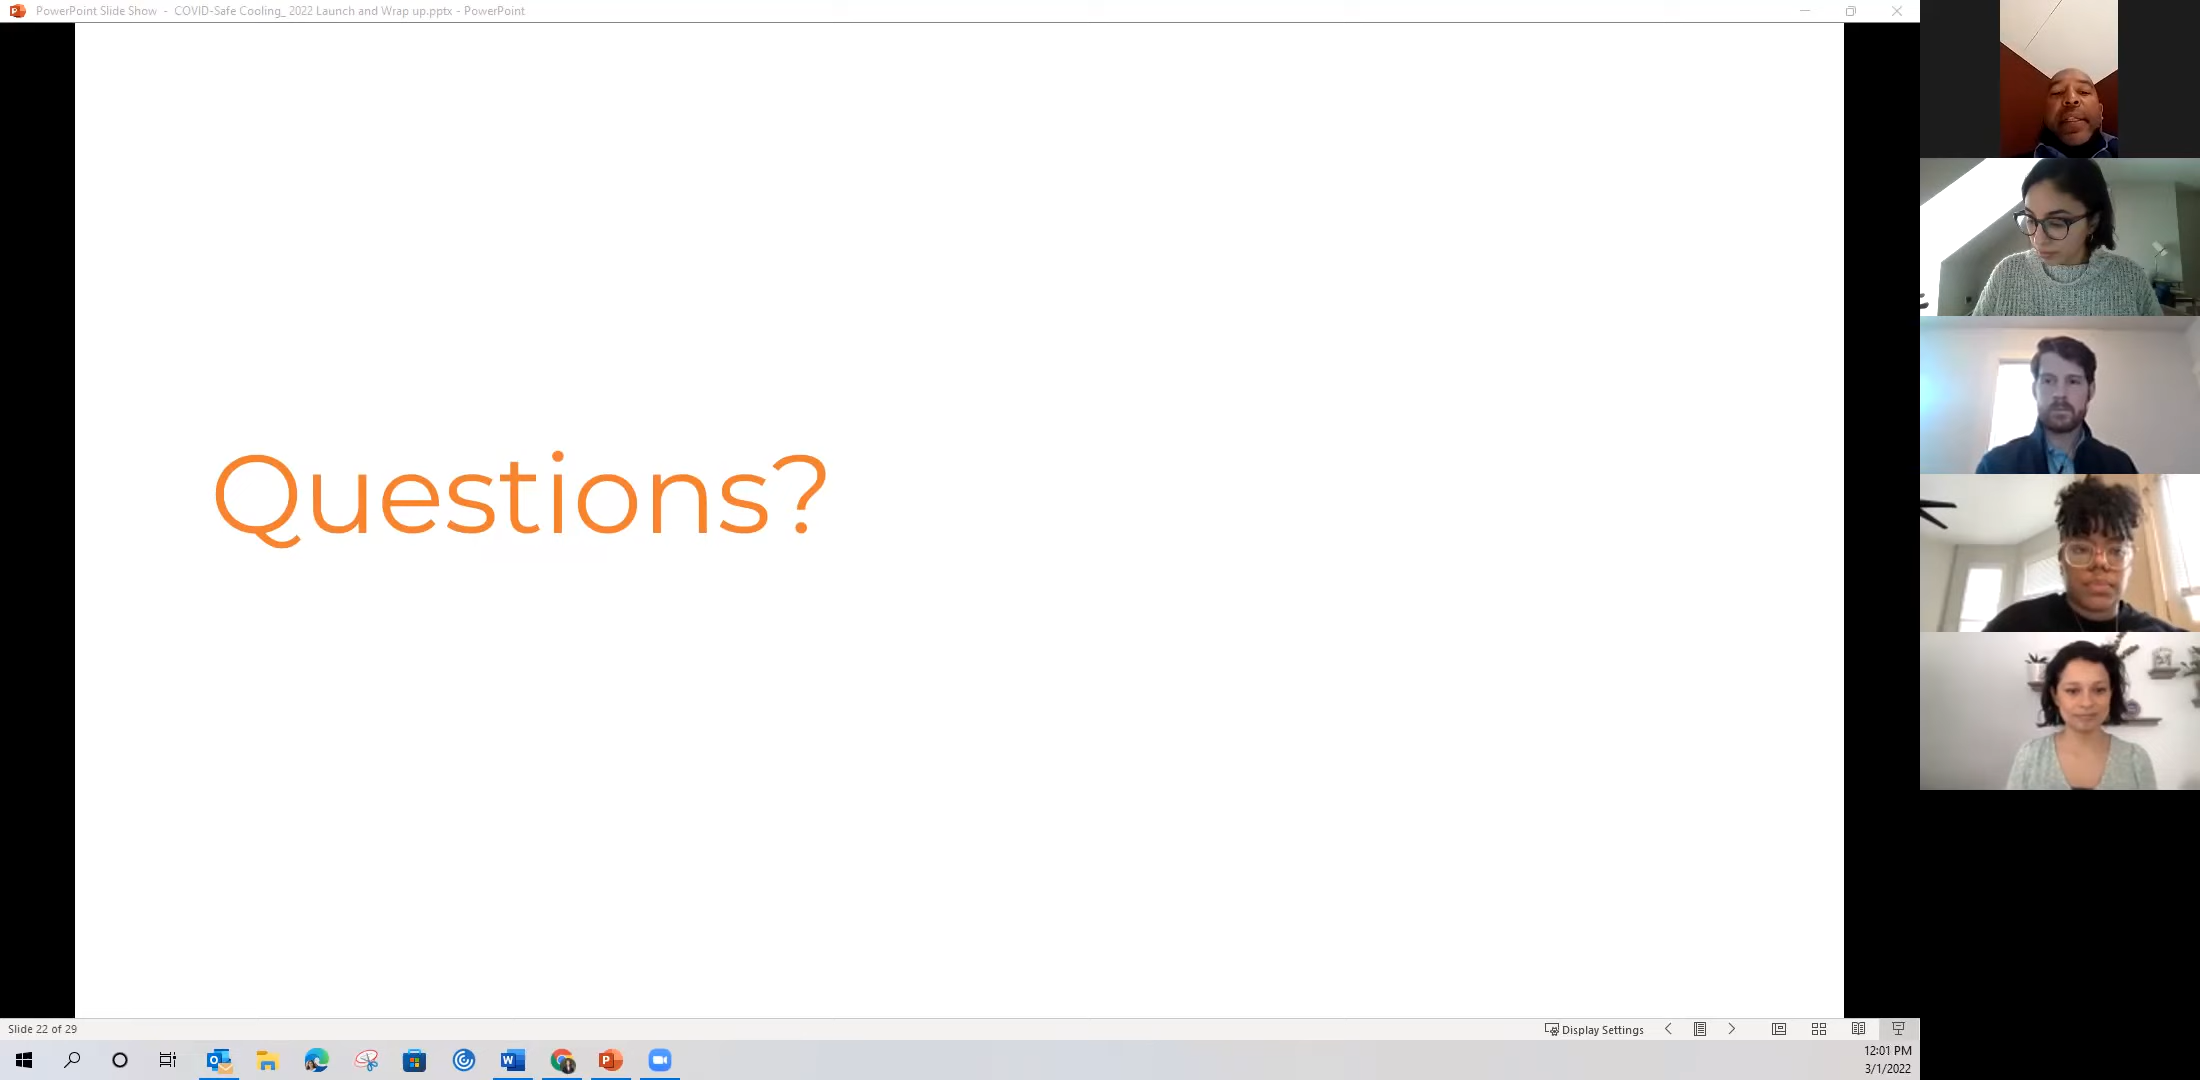 PowerPoint Slide Show - COVID-Safe Cooling_ 2022 Launch and Wrap up.pptx - PowerPoint
Questions?
Slide 22 of 29
Display Settings
12:01 PM
3/1/2022